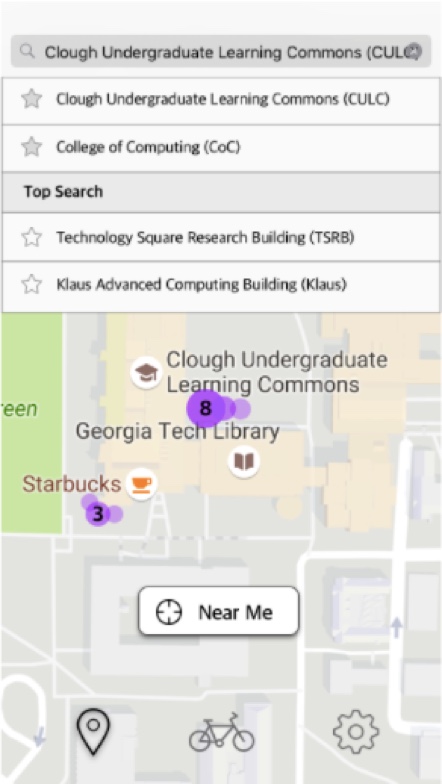 Clough Undergraduate Learning Commons (CULC)
Clough Undergraduate Learning Commons (CULC)
College of Computing (CoC)
Top Search
Technology Square Research Building (TSRB)
Klaus Advanced Computing Building (Klaus)
Clough Undergraduate
Learning Commons
reen
8
Georgia Tech Library
Starbucks
3
Near Me